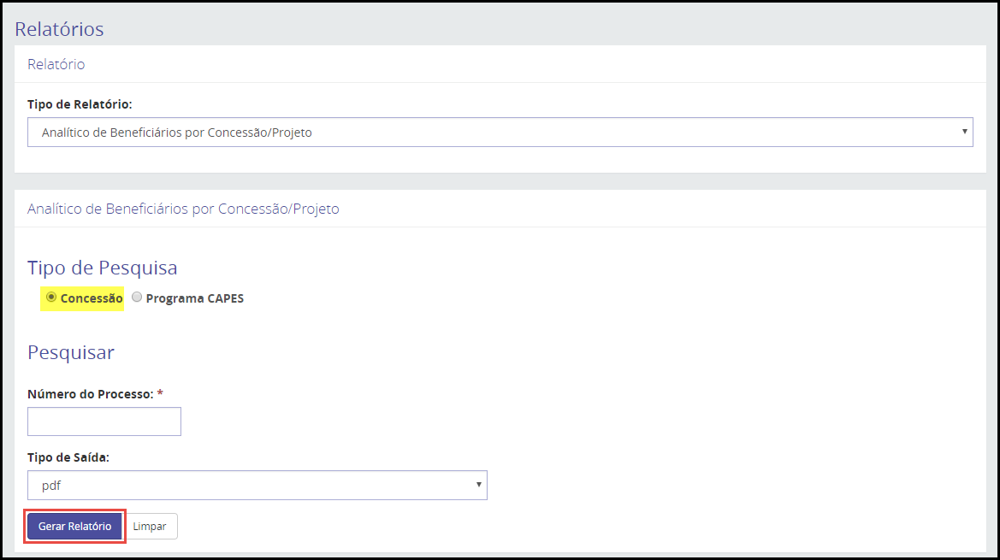 Relatórios
Relatório
Tipo de Relatório:
Analítico de Beneficiários por Concessão/Projeto
Analítico de Beneficiários por Concessão/Projeto
Tipo de Pesquisa
Concessão Programa CAPES
Pesquisar
Número do Processo: *
Tipo de Saída:
pdf
Gerar Relatório Limpar